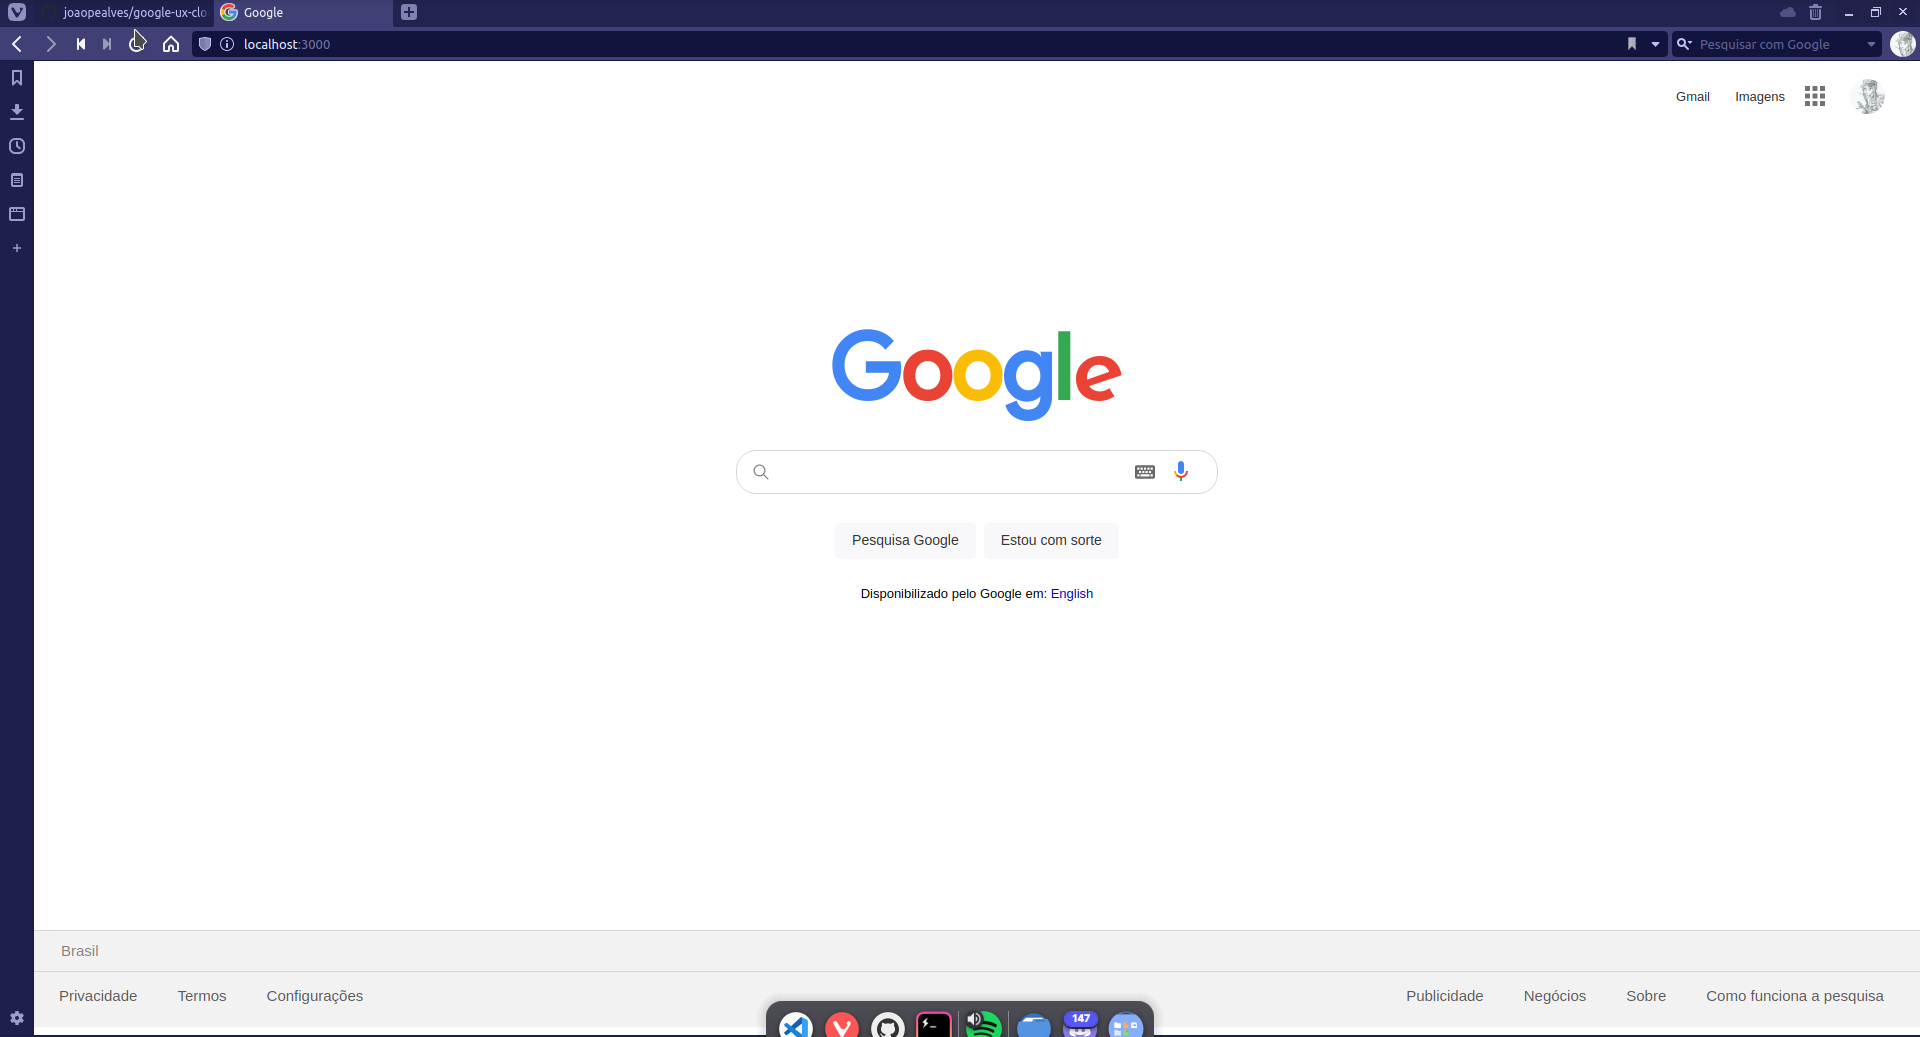 joaopealves/google-ux-clo
Google
localhost:3000
Pesquisar com Google
Gmail
Imagens
Google
Pesquisa Google
Estou com sorte
Disponibilizado pelo Google em: English
Brasil
Privacidade
Termos
Configurações
Publicidade
Negócios
Sobre
Como funciona a pesquisa
147